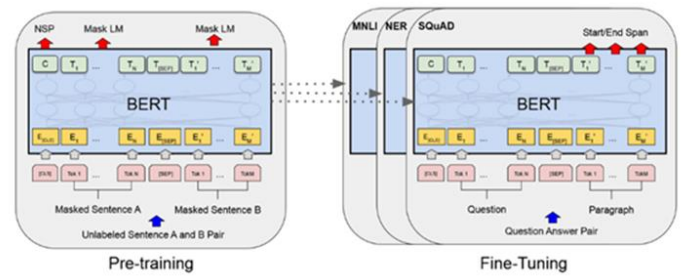 NSP Mask LM Mask LM
C T1 ... TN T[SEP] T1' ... TM'
BERT
E[CLS] E1 ... EN E[SEP] E1' ... EM'
[CLS] Tok 1 ... Tok N [SEP] Tok 1 ... TokM
Masked Sentence A Masked Sentence B
Unlabeled Sentence A and B Pair
Pre-training
MNLI NER SQuAD
Start/End Span
C T1 ... TN T[SEP] T1' ... TM'
BERT
E[CLS] E1 ... EN E[SEP] E1' ... EM'
[CLS] Tok 1 ... Tok N [SEP] Tok 1 ... TokM
Question Paragraph
Question Answer Pair
Fine-Tuning